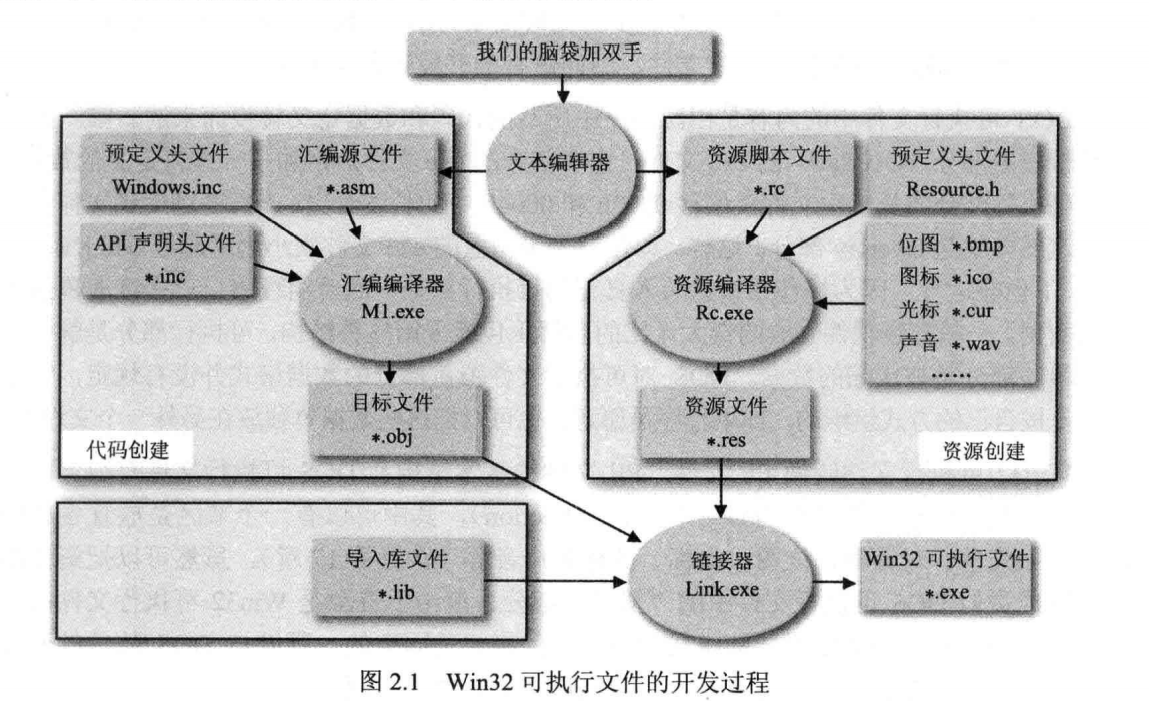 我们的脑袋加双手
文本编辑器
预定义头文件
Windows.inc
汇编源文件
*.asm
API 声明头文件
*.inc
汇编编译器
Ml.exe
目标文件
*.obj
代码创建
资源脚本文件
*.rc
预定义头文件
Resource.h
位图 *.bmp
图标 *.ico
光标 *.cur
声音 *.wav
……
资源编译器
Rc.exe
资源文件
*.res
资源创建
导入库文件
*.lib
链接器
Link.exe
Win32 可执行文件
*.exe
图 2.1 Win32 可执行文件的开发过程